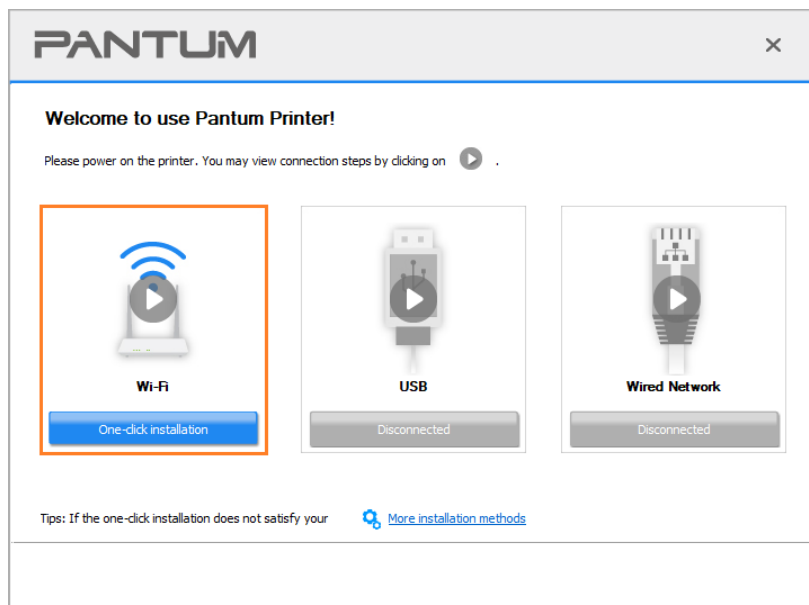 PANTUM
Welcome to use Pantum Printer!
Please power on the printer. You may view connection steps by clicking on .
Wi-Fi
USB
Wired Network
One-click installation
Disconnected
Disconnected
Tips: If the one-click installation does not satisfy your More installation methods